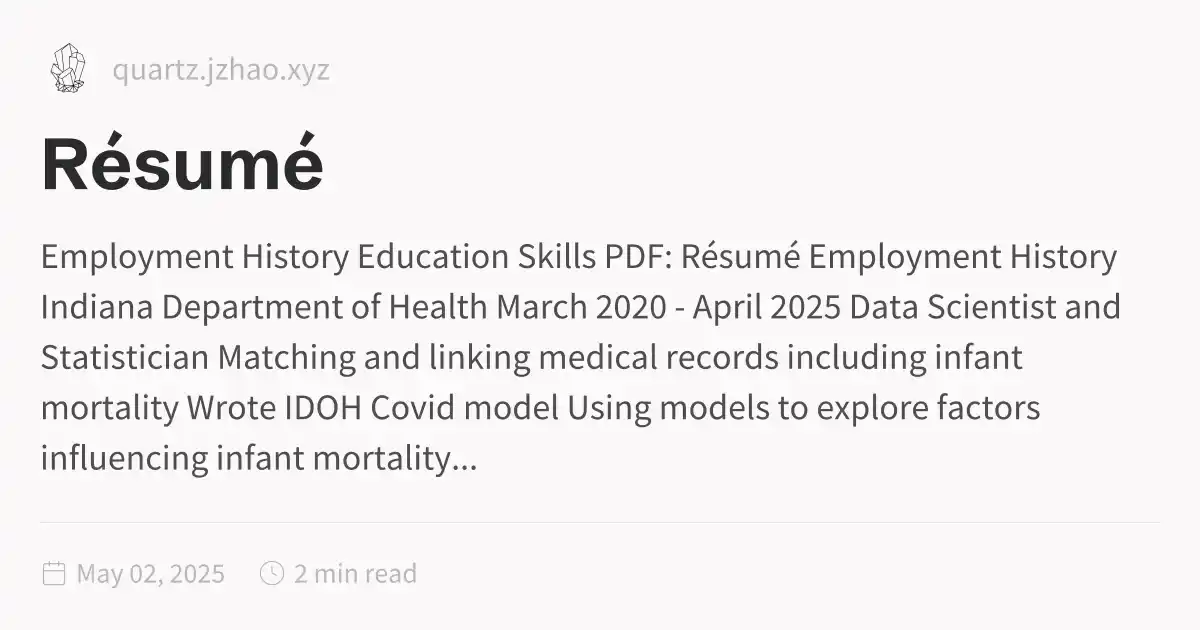 quartz.jzhao.xyz
Résumé
Employment History Education Skills PDF: Résumé Employment History
Indiana Department of Health March 2020 - April 2025 Data Scientist and
Statistician Matching and linking medical records including infant
mortality Wrote IDOH Covid model Using models to explore factors
influencing infant mortality...
May 02, 2025 2 min read